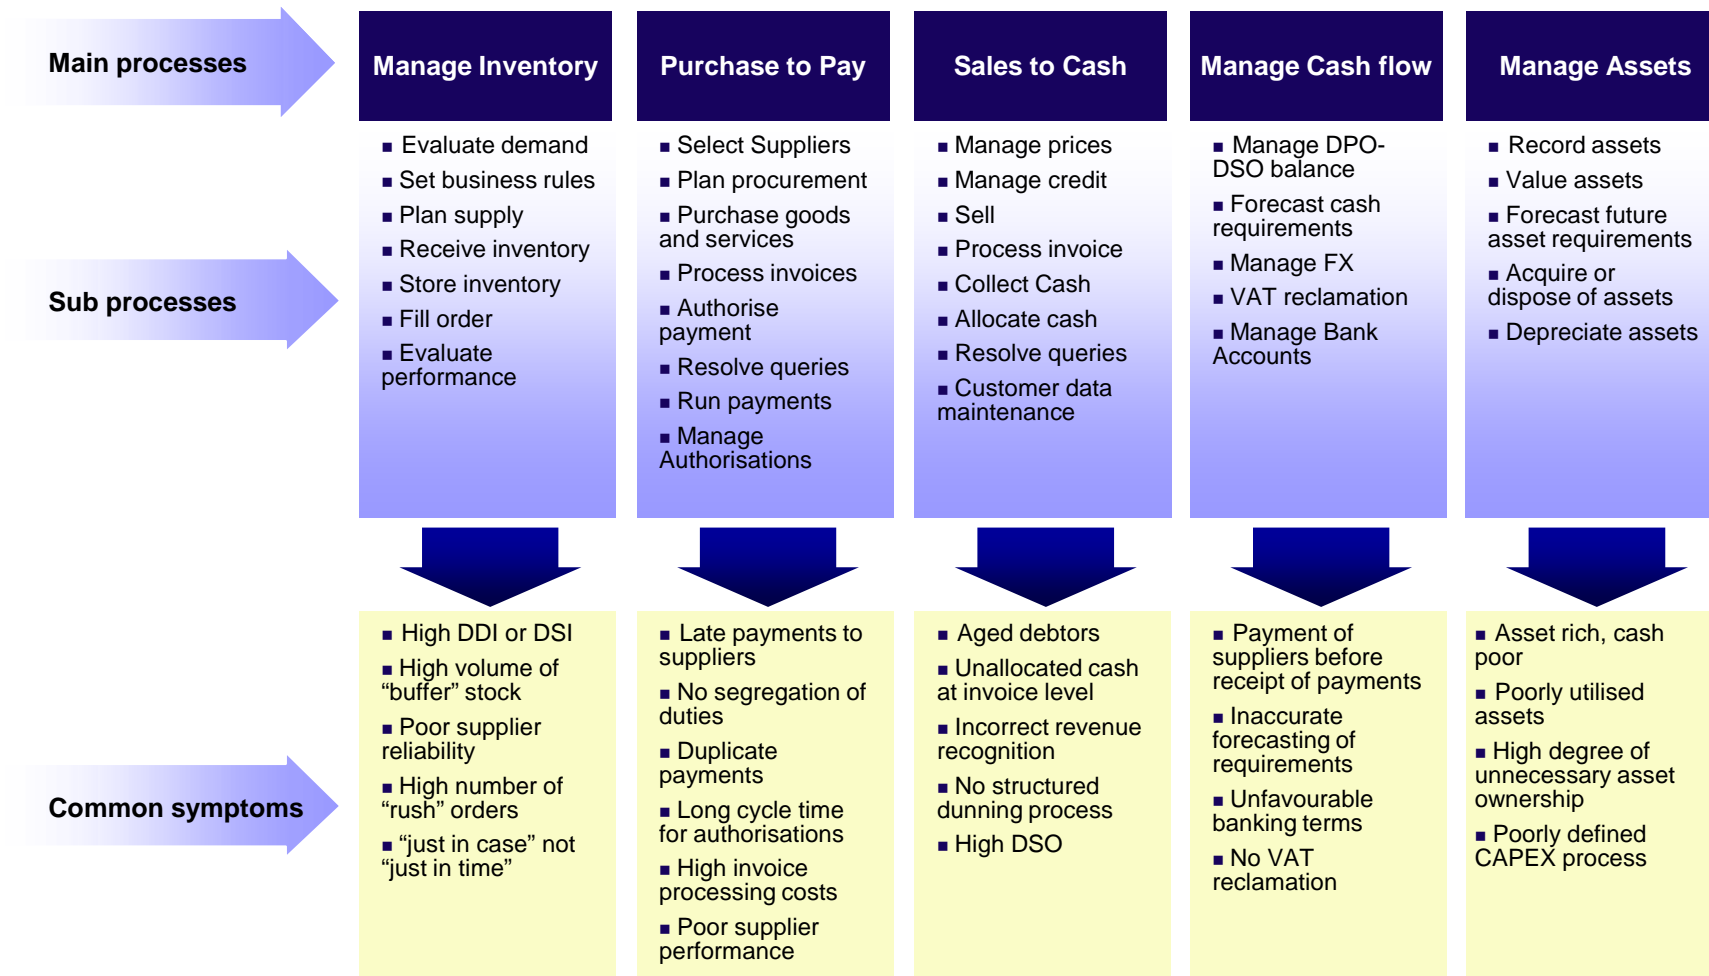 Main processes
Manage Inventory
Purchase to Pay
Sales to Cash
Manage Cash flow
Manage Assets
Sub processes
■ Evaluate demand
■ Set business rules
■ Plan supply
■ Receive inventory
■ Store inventory
■ Fill order
■ Evaluate
performance
■ Select Suppliers
■ Plan procurement
■ Purchase goods
and services
■ Process invoices
■ Authorise
payment
■ Resolve queries
■ Run payments
■ Manage
Authorisations
■ Manage prices
■ Manage credit
■ Sell
■ Process invoice
■ Collect Cash
■ Allocate cash
■ Resolve queries
■ Customer data
maintenance
■ Manage DPO-
DSO balance
■ Forecast cash
requirements
■ Manage FX
■ VAT reclamation
■ Manage Bank
Accounts
■ Record assets
■ Value assets
■ Forecast future
asset requirements
■ Acquire or
dispose of assets
■ Depreciate assets
Common symptoms
■ High DDI or DSI
■ High volume of
“buffer” stock
■ Poor supplier
reliability
■ High number of
“rush” orders
■ “just in case” not
“just in time”
■ Late payments to
suppliers
■ No segregation of
duties
■ Duplicate
payments
■ Long cycle time
for authorisations
■ High invoice
processing costs
■ Poor supplier
performance
■ Aged debtors
■ Unallocated cash
at invoice level
■ Incorrect revenue
recognition
■ No structured
dunning process
■ High DSO
■ Payment of
suppliers before
receipt of payments
■ Inaccurate
forecasting of
requirements
■ Unfavourable
banking terms
■ No VAT
reclamation
■ Asset rich, cash
poor
■ Poorly utilised
assets
■ High degree of
unnecessary asset
ownership
■ Poorly defined
CAPEX process